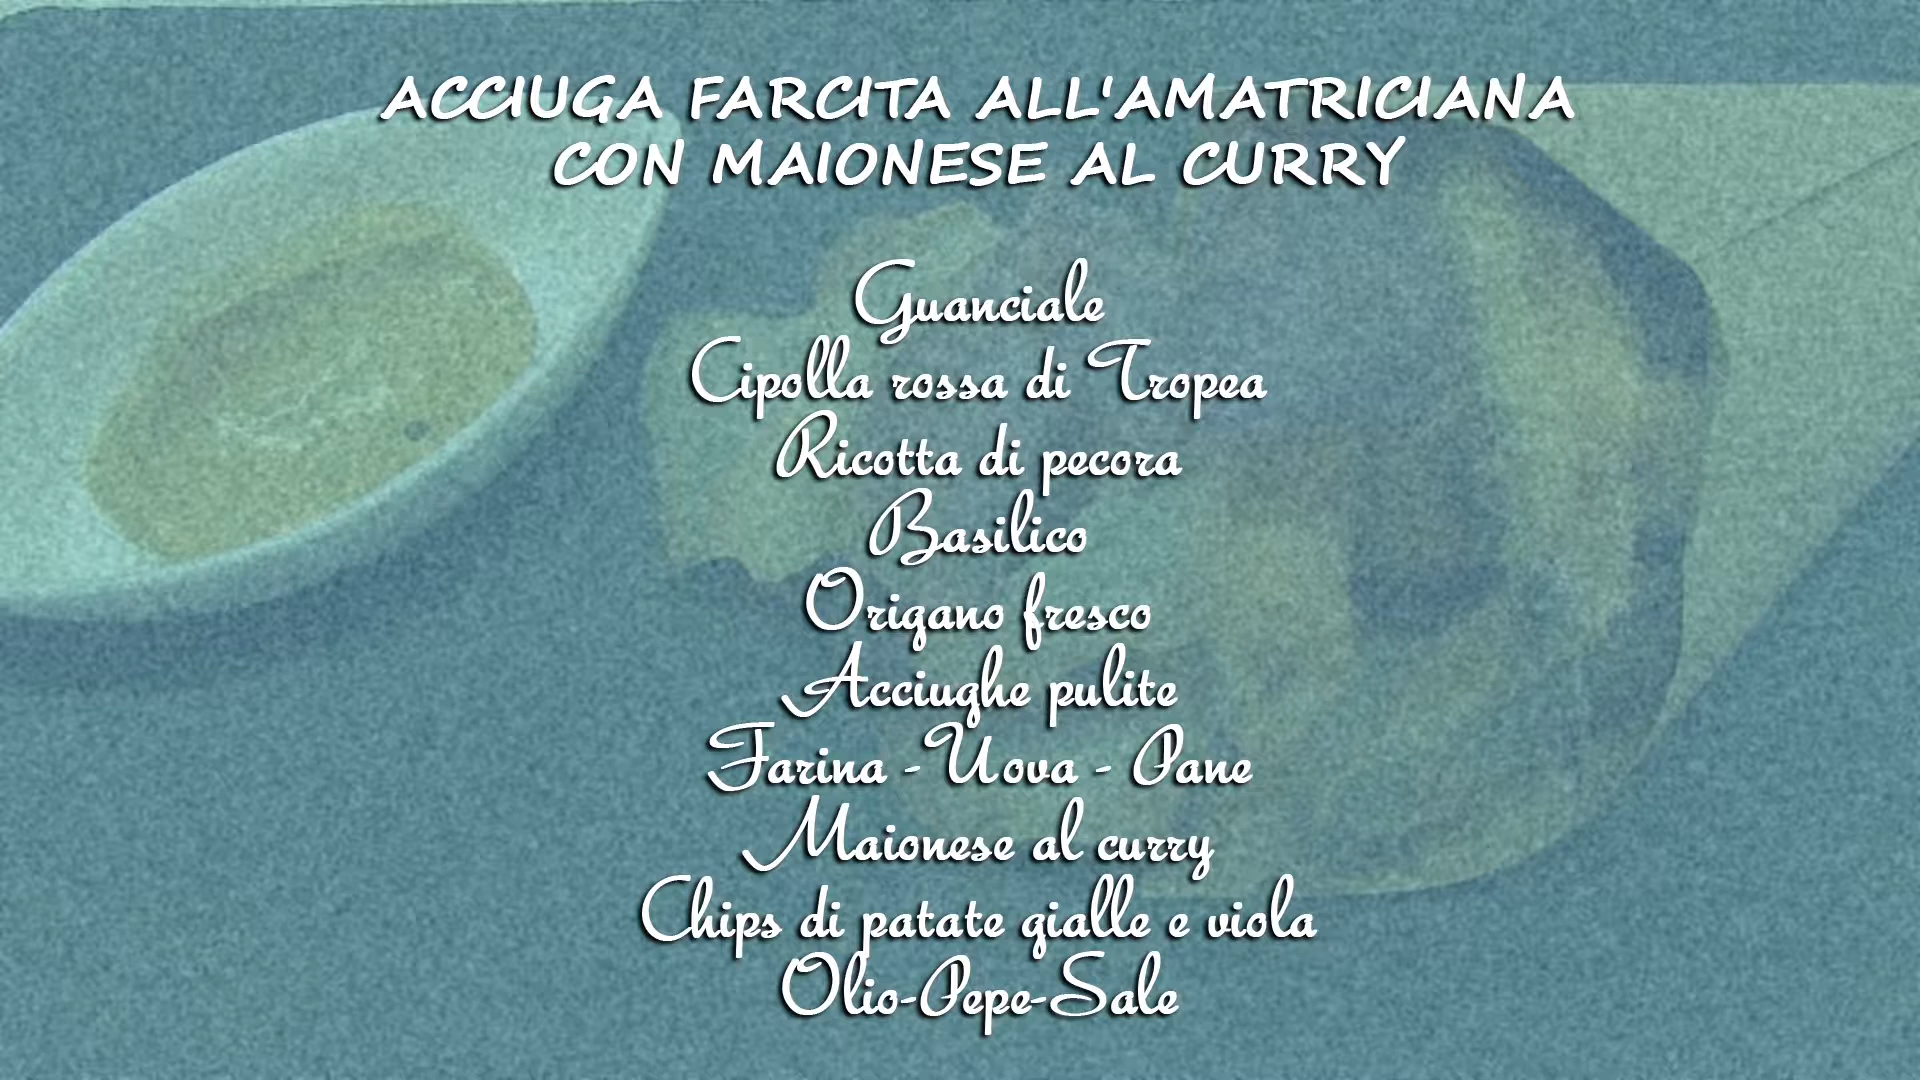 ACCIUGA FARCITA ALL'AMATRICIANA
CON MAIONESE AL CURRY
Guanciale
Cipolla rossa di Tropea
Ricotta di pecora
Basilico
Origano fresco
Acciughe pulite
Farina - Uova - Pane
Maionese al curry
Chips di patate gialle e viola
Olio-Pepe-Sale